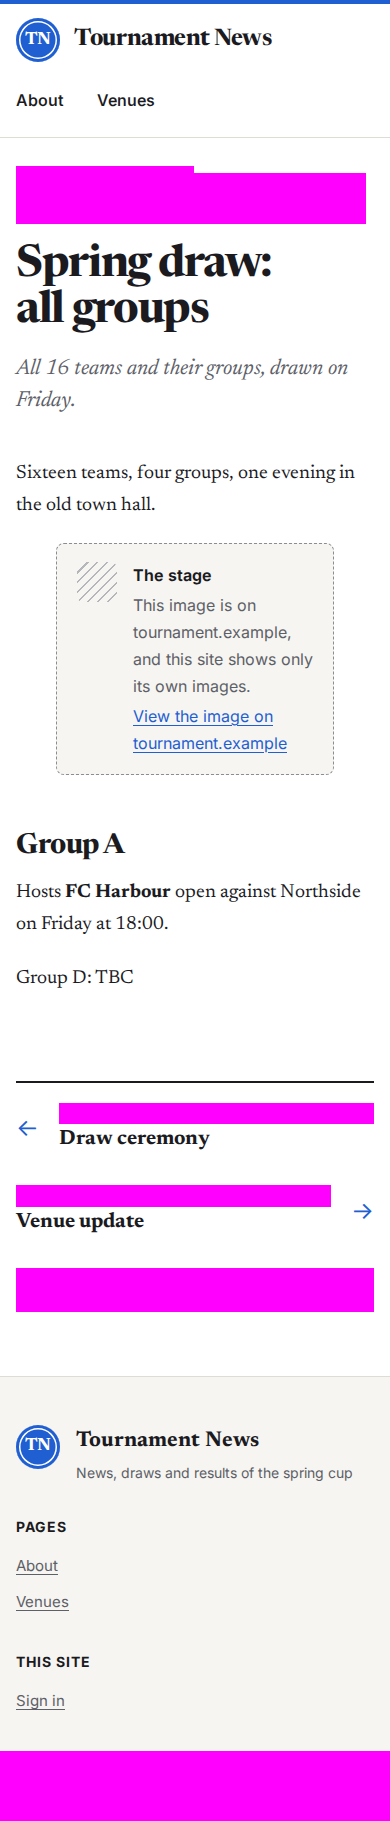 TN
Tournament News
About Venues
Spring draw:
all groups
All 16 teams and their groups, drawn on
Friday.
Sixteen teams, four groups, one evening in
the old town hall.
The stage
This image is on
tournament.example,
and this site shows only
its own images.
View the image on
tournament.example
Group A
Hosts FC Harbour open against Northside
on Friday at 18:00.
Group D: TBC
←
Draw ceremony
Venue update
→
TN
Tournament News
News, draws and results of the spring cup
PAGES
About
Venues
THIS SITE
Sign in